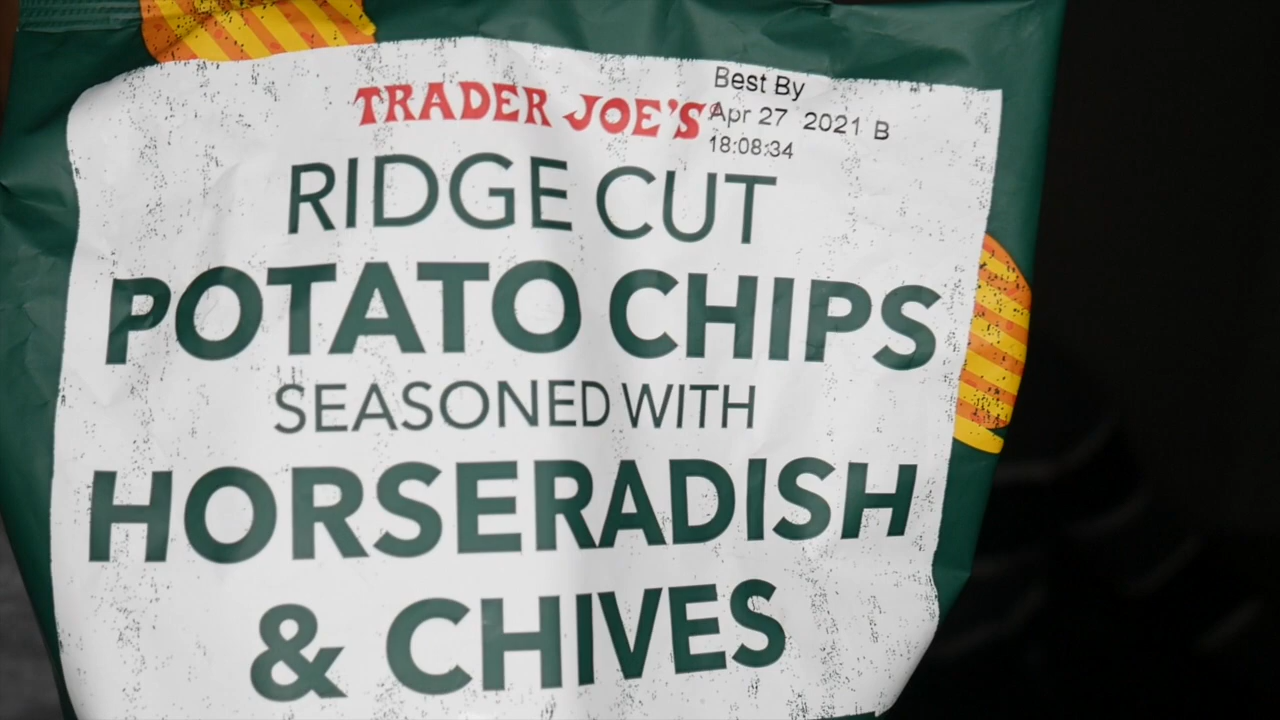 TRADER JOE'S
Best By
Apr 27 2021 B
18:08:34
RIDGE CUT
POTATO CHIPS
SEASONED WITH
HORSERADISH
& CHIVES